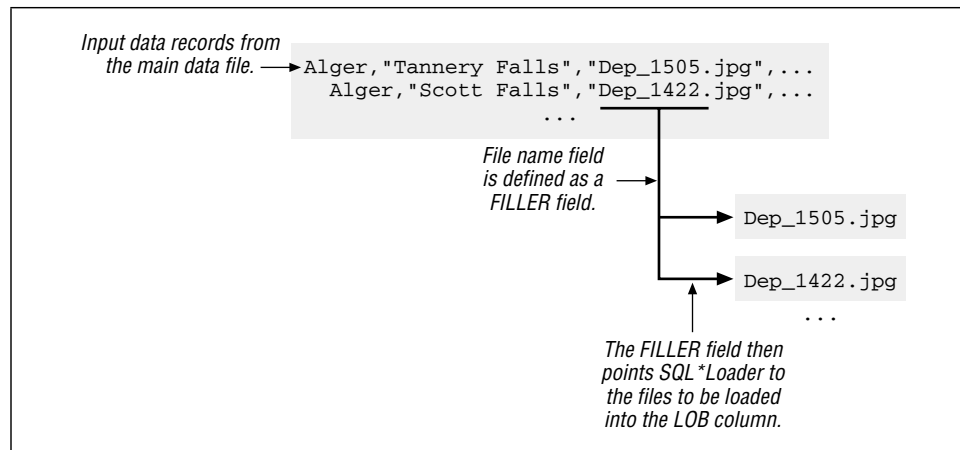 Input data records from
the main data file.
Alger,"Tannery Falls","Dep_1505.jpg",...
Alger,"Scott Falls","Dep_1422.jpg",...
...
File name field
is defined as a
FILLER field.
Dep_1505.jpg
Dep_1422.jpg
...
The FILLER field then
points SQL*Loader to
the files to be loaded
into the LOB column.